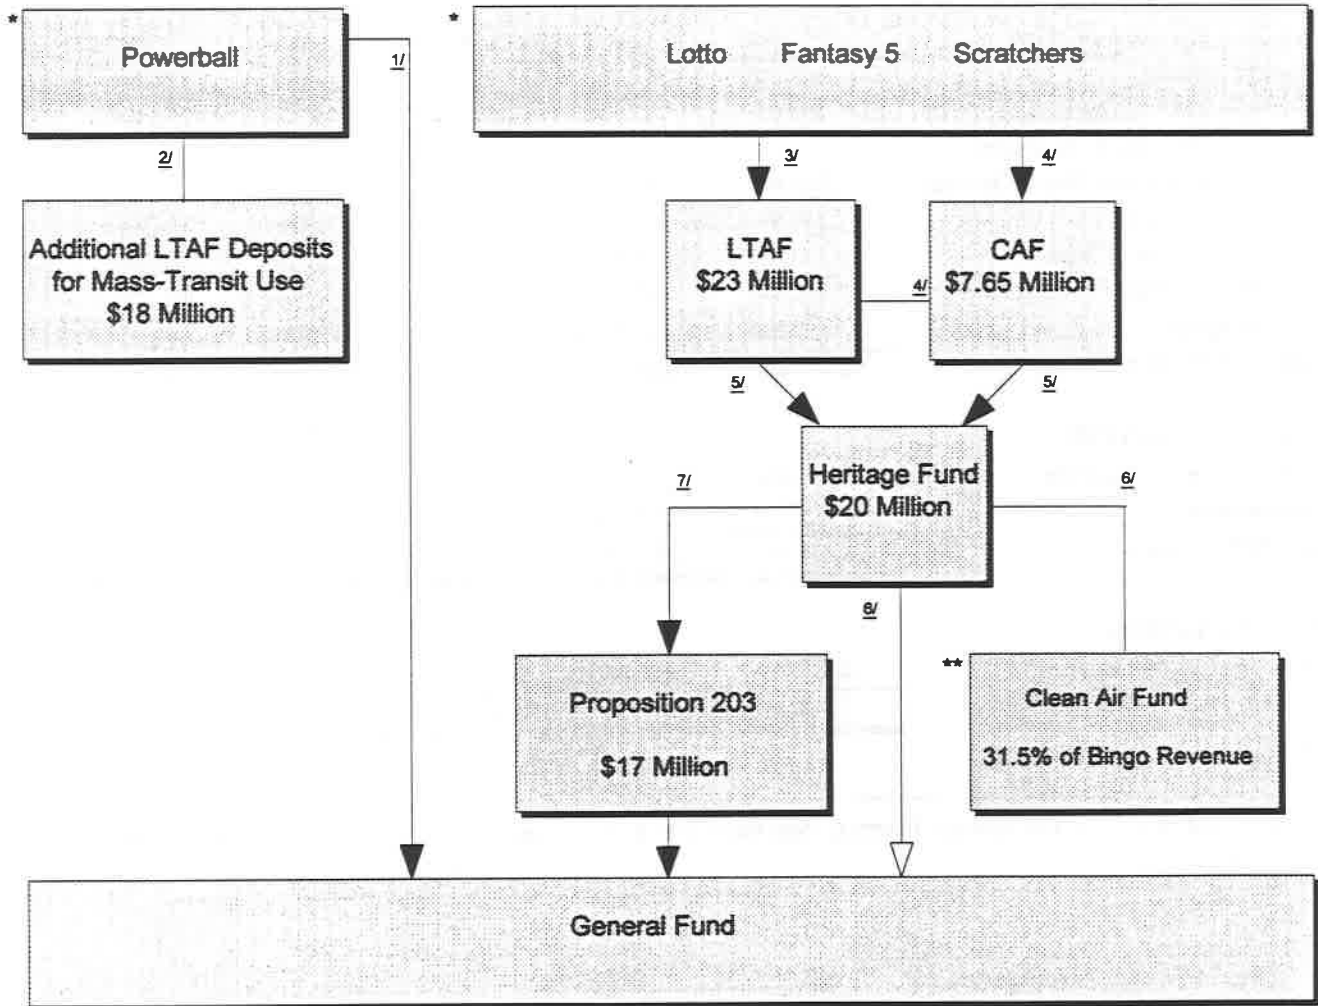 *
Powerball
1/
2/
Additional LTAF Deposits
for Mass-Transit Use
$18 Million
*
Lotto Fantasy 5 Scratchers
3/
4/
LTAF
$23 Million
4/
CAF
$7.65 Million
5/
5/
Heritage Fund
$20 Million
7/
6/
6/
Proposition 203
$17 Million
**
Clean Air Fund
31.5% of Bingo Revenue
General Fund